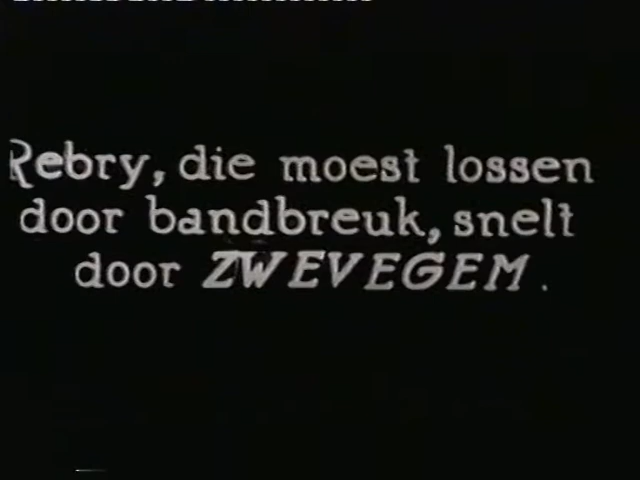 Rebry, die moest lossen
door bandbreuk, snelt
door ZWEVEGEM.